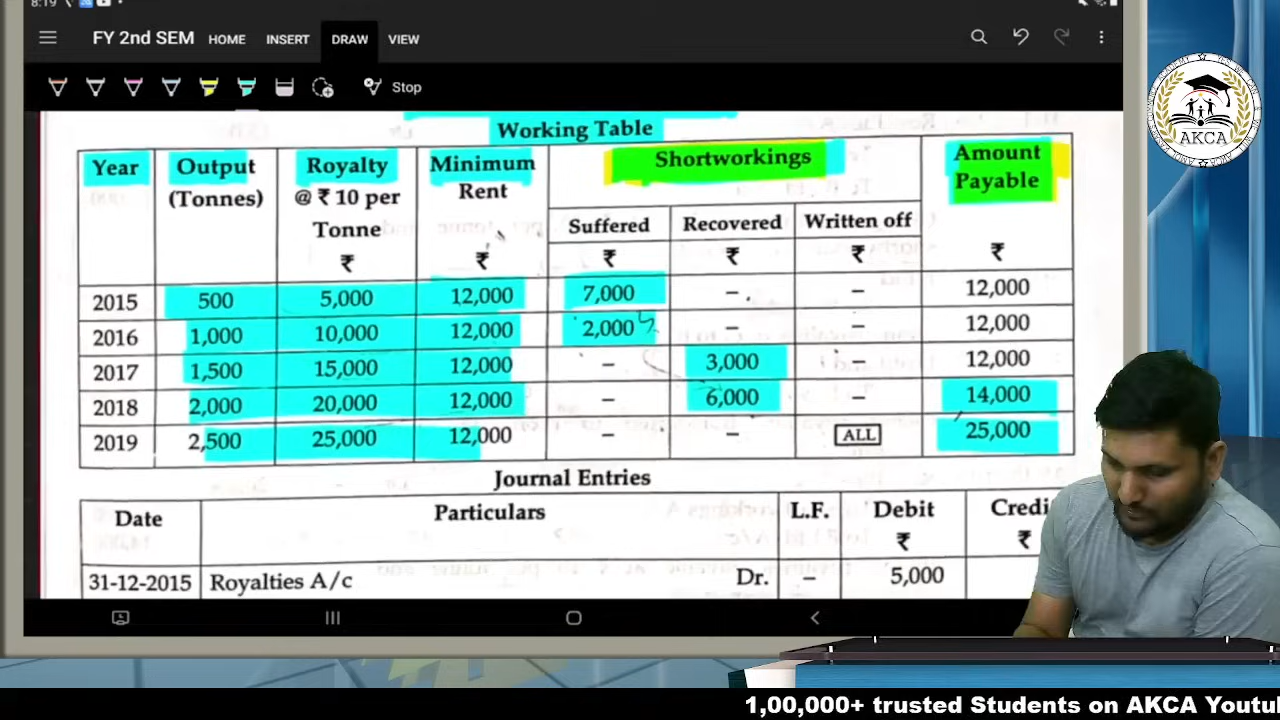 8:19
FY 2nd SEM HOME INSERT DRAW VIEW
Stop
AKCA
Working Table
Year Output (Tonnes) Royalty @ ₹ 10 per Tonne ₹ Minimum Rent ₹ Shortworkings Amount Payable ₹
Suffered ₹ Recovered ₹ Written off ₹
2015 500 5,000 12,000 7,000 – – 12,000
2016 1,000 10,000 12,000 2,000 – – 12,000
2017 1,500 15,000 12,000 – 3,000 – 12,000
2018 2,000 20,000 12,000 – 6,000 – 14,000
2019 2,500 25,000 12,000 – – ALL 25,000
Journal Entries
Date Particulars L.F. Debit ₹ Credi ₹
31-12-2015 Royalties A/c Dr. – 5,000
1,00,000+ trusted Students on AKCA Youtu